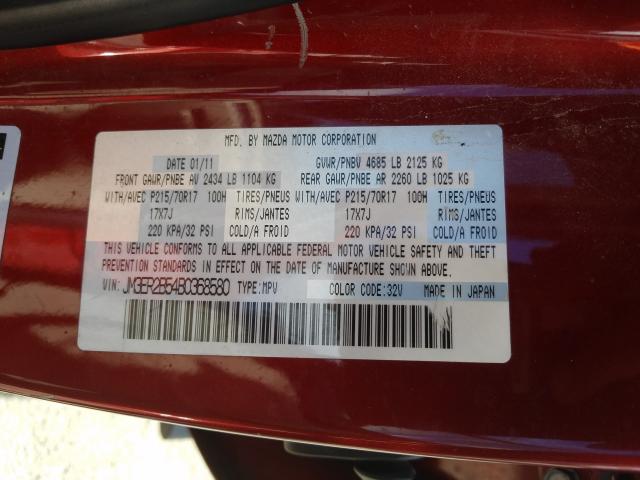 MFD. BY MAZDA MOTOR CORPORATION
DATE 01/11 GVWR/PNBV 4685 LB 2125 KG
FRONT GAWR/PNBE AV 2434 LB 1104 KG REAR GAWR/PNBE AR 2260 LB 1025 KG
WITH/AVEC P215/70R17 100H TIRES/PNEUS WITH/AVEC P215/70R17 100H TIRES/PNEUS
17X7J RIMS/JANTES 17X7J RIMS/JANTES
220 KPA/32 PSI COLD/A FROID 220 KPA/32 PSI COLD/A FROID
THIS VEHICLE CONFORMS TO ALL APPLICABLE FEDERAL MOTOR VEHICLE SAFETY AND THEFT
PREVENTION STANDARDS IN EFFECT ON THE DATE OF MANUFACTURE SHOWN ABOVE.
VIN: JM3ER2B54B0368580 TYPE:MPV COLOR CODE:32V MADE IN JAPAN